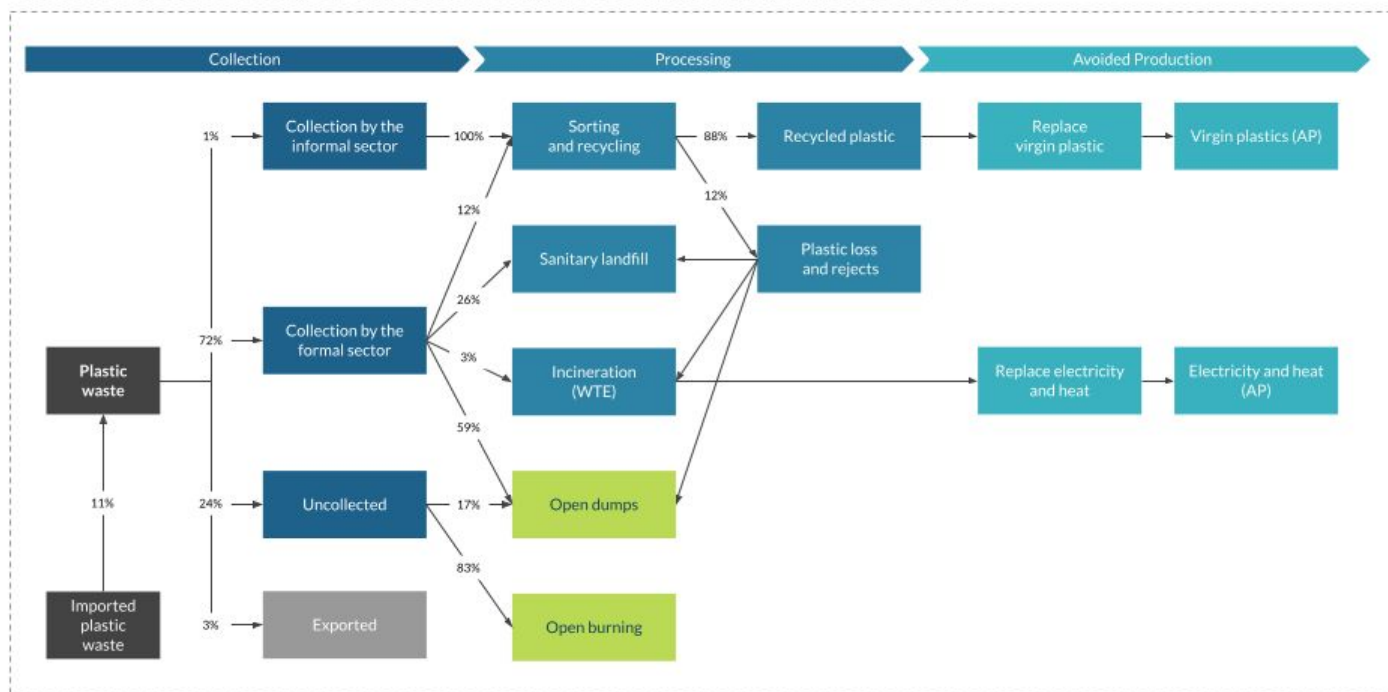 Collection
Processing
Avoided Production
1%
Collection by the
informal sector
100%
Sorting
and recycling
88%
Recycled plastic
Replace
virgin plastic
Virgin plastics (AP)
12%
12%
Sanitary landfill
Plastic loss
and rejects
26%
72%
Collection by the
formal sector
3%
Plastic
waste
Incineration
(WTE)
Replace electricity
and heat
Electricity and heat
(AP)
59%
11%
24%
Uncollected
17%
Open dumps
83%
Imported
plastic
waste
3%
Exported
Open burning